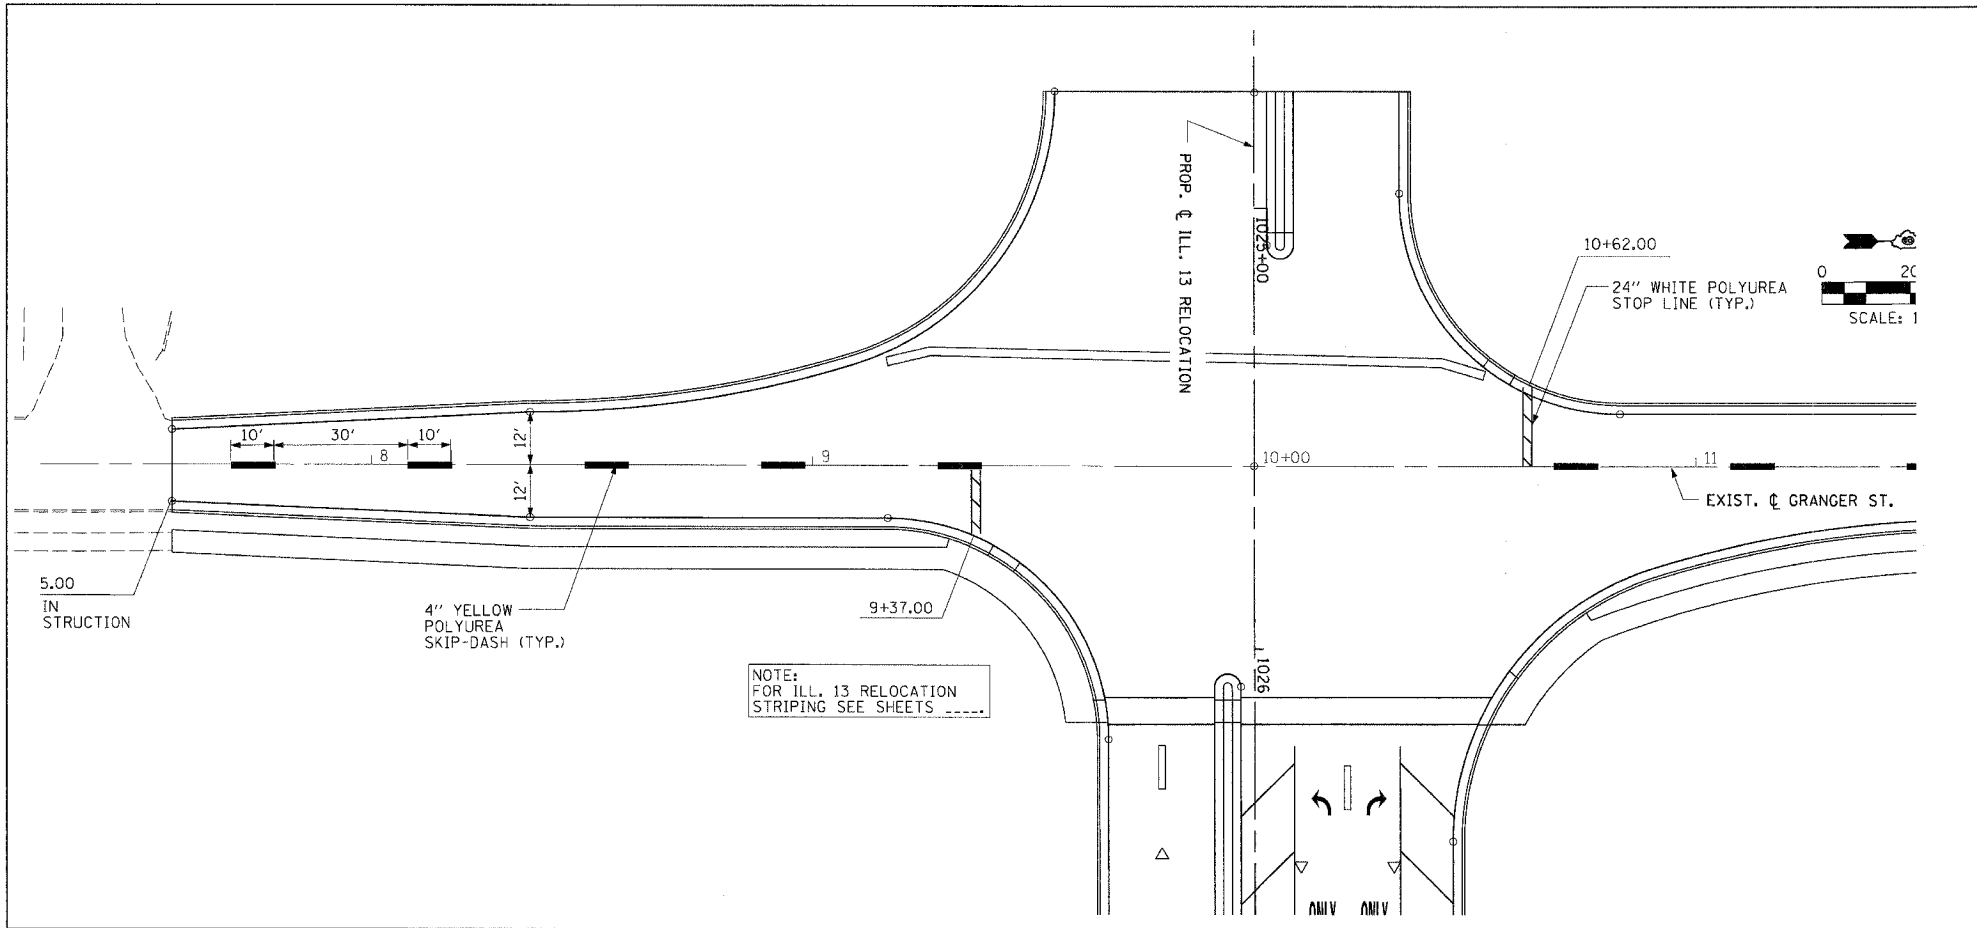 PROP. ℄ ILL. 13 RELOCATION
1025+00
10+62.00
24" WHITE POLYUREA
STOP LINE (TYP.)
0 20
SCALE: 1
10' 30' 10'
12'
12'
8
9
10+00
11
EXIST. ℄ GRANGER ST.
5.00
IN
STRUCTION
4" YELLOW
POLYUREA
SKIP-DASH (TYP.)
9+37.00
NOTE:
FOR ILL. 13 RELOCATION
STRIPING SEE SHEETS ____.
1026
ONLY ONLY